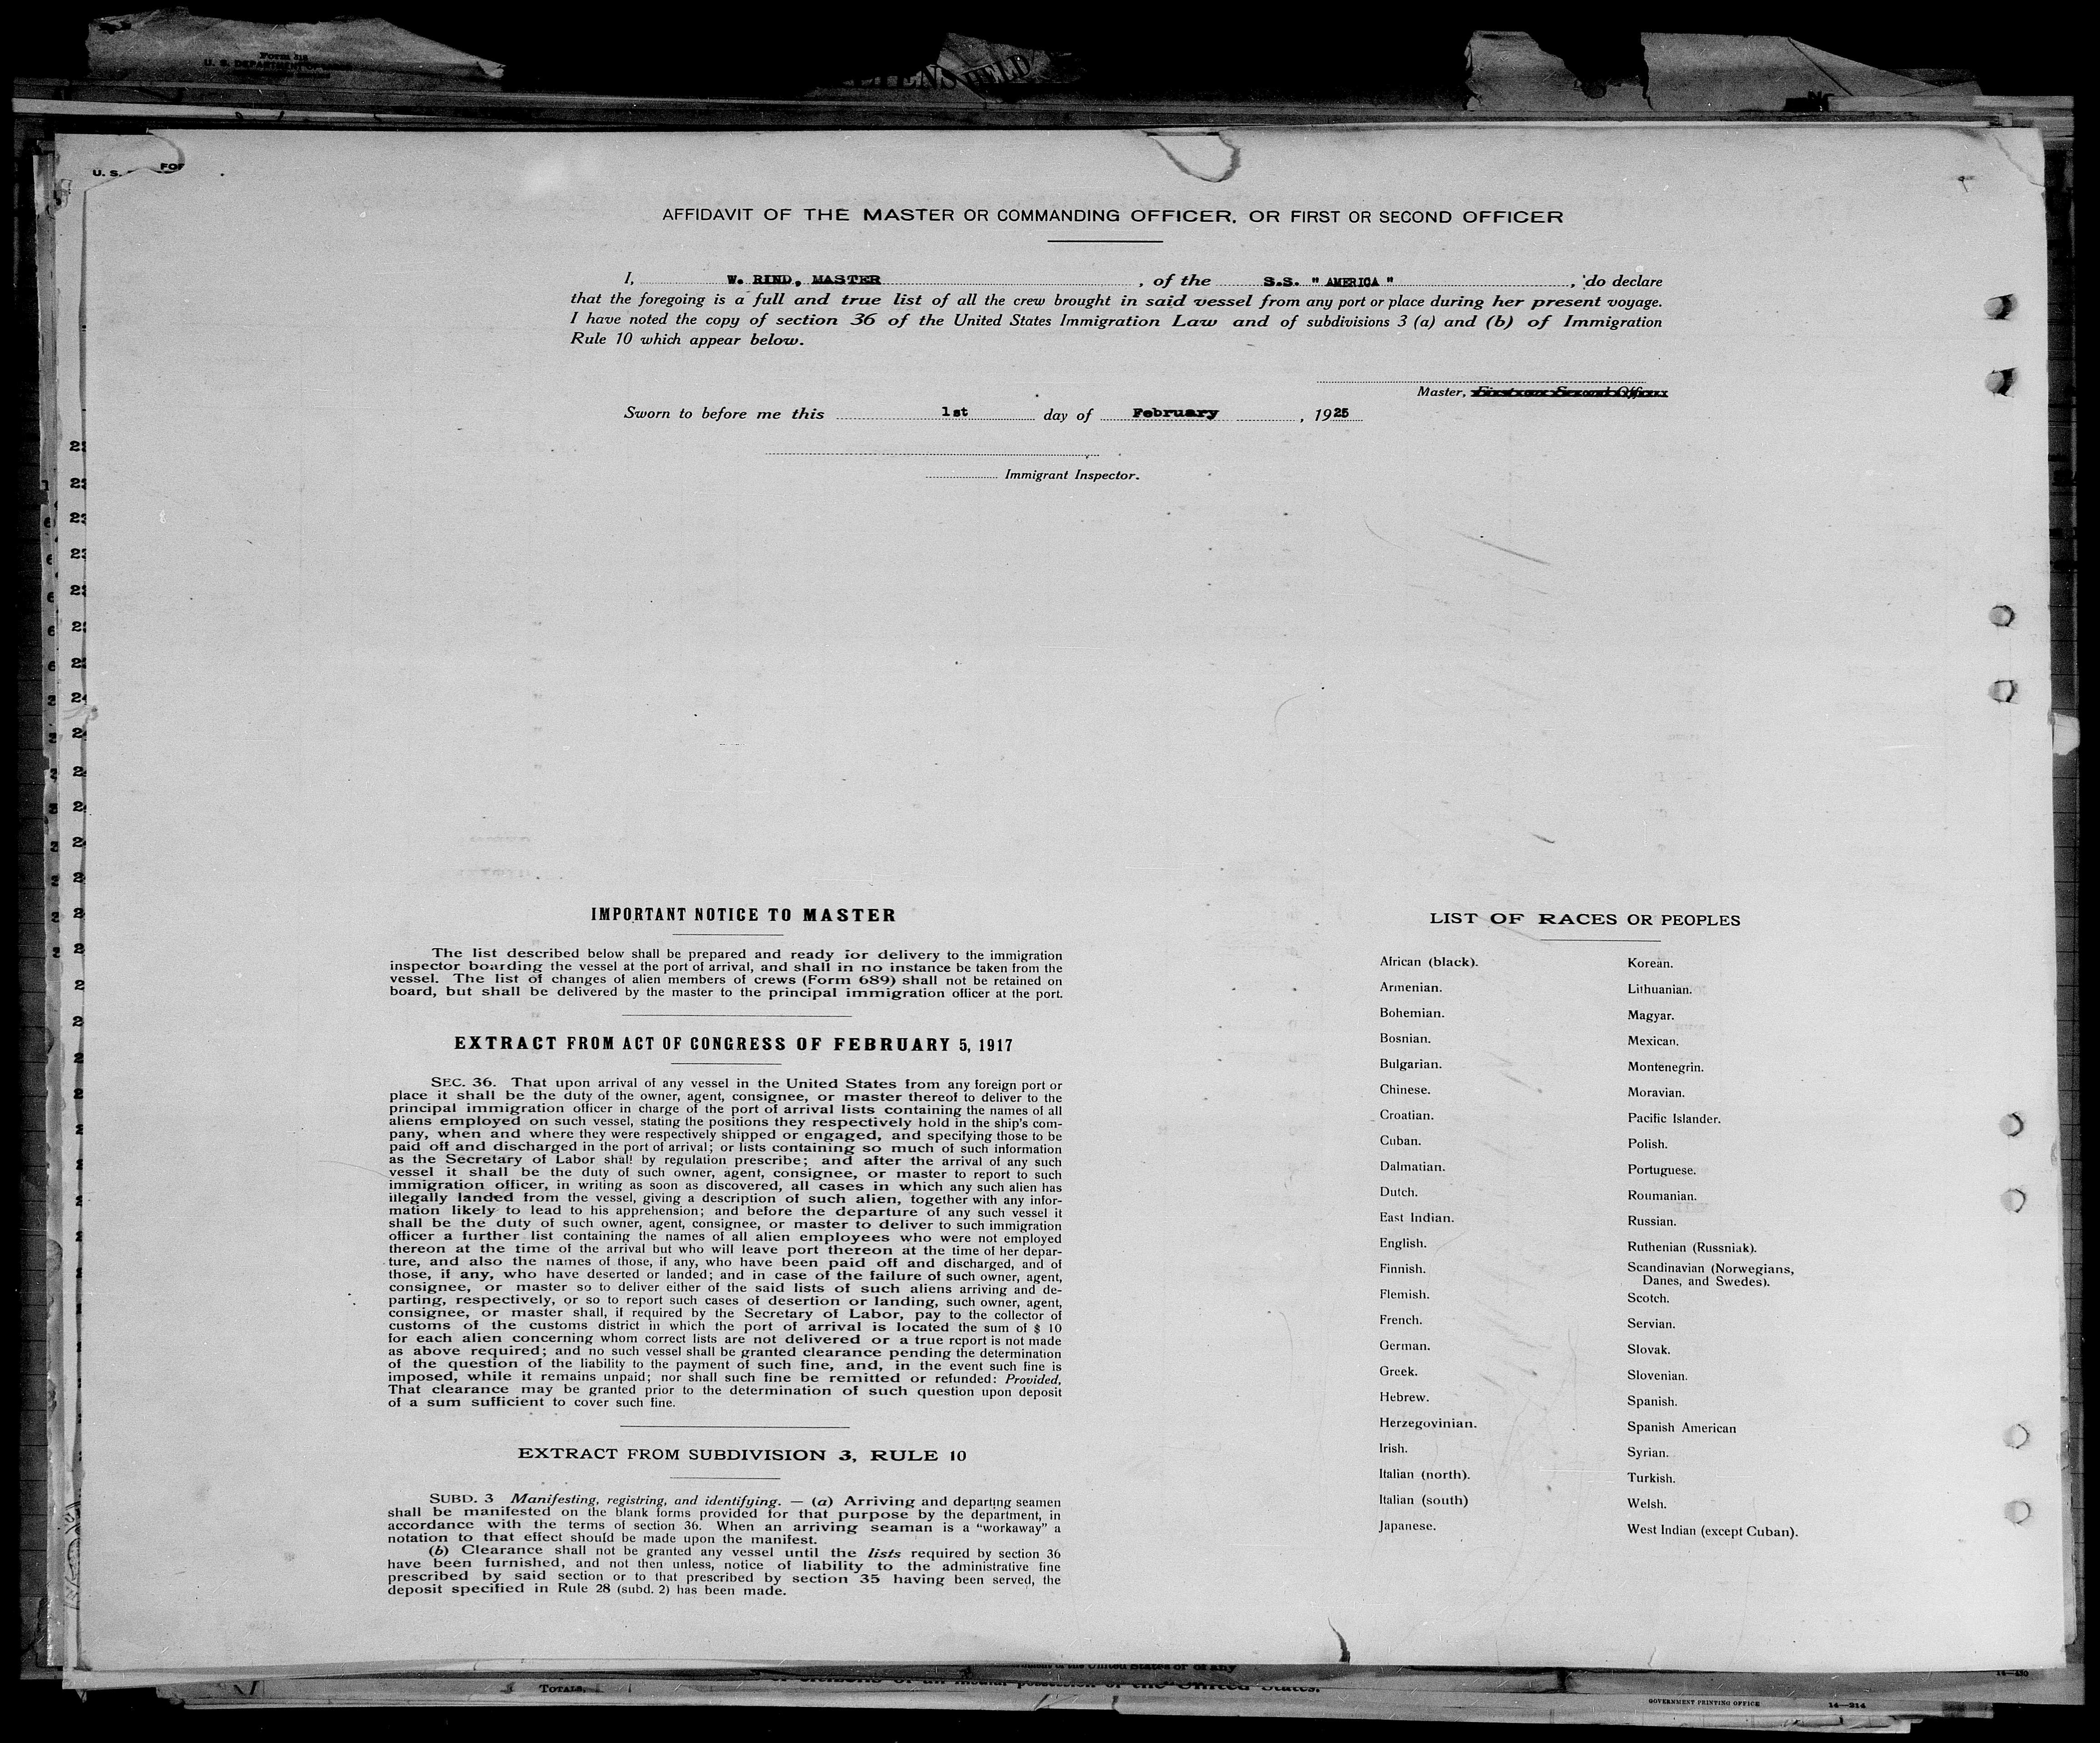 Form 218
U. S. DEPARTMENT OF LABOR
HELD
U. S.
AFFIDAVIT OF THE MASTER OR COMMANDING OFFICER, OR FIRST OR SECOND OFFICER
I, W. RIND, MASTER , of the S.S. " AMERICA " , do declare
that the foregoing is a full and true list of all the crew brought in said vessel from any port or place during her present voyage.
I have noted the copy of section 36 of the United States Immigration Law and of subdivisions 3 (a) and (b) of Immigration
Rule 10 which appear below.
Master, First or Second Officer
Sworn to before me this 1st day of February , 1925
Immigrant Inspector.
IMPORTANT NOTICE TO MASTER
The list described below shall be prepared and ready for delivery to the immigration
inspector boarding the vessel at the port of arrival, and shall in no instance be taken from the
vessel. The list of changes of alien members of crews (Form 689) shall not be retained on
board, but shall be delivered by the master to the principal immigration officer at the port.
EXTRACT FROM ACT OF CONGRESS OF FEBRUARY 5, 1917
SEC. 36. That upon arrival of any vessel in the United States from any foreign port or
place it shall be the duty of the owner, agent, consignee, or master thereof to deliver to the
principal immigration officer in charge of the port of arrival lists containing the names of all
aliens employed on such vessel, stating the positions they respectively hold in the ship's com-
pany, when and where they were respectively shipped or engaged, and specifying those to be
paid off and discharged in the port of arrival; or lists containing so much of such information
as the Secretary of Labor shall by regulation prescribe; and after the arrival of any such
vessel it shall be the duty of such owner, agent, consignee, or master to report to such
immigration officer, in writing as soon as discovered, all cases in which any such alien has
illegally landed from the vessel, giving a description of such alien, together with any infor-
mation likely to lead to his apprehension; and before the departure of any such vessel it
shall be the duty of such owner, agent, consignee, or master to deliver to such immigration
officer a further list containing the names of all alien employees who were not employed
thereon at the time of the arrival but who will leave port thereon at the time of her depar-
ture, and also the names of those, if any, who have been paid off and discharged, and of
those, if any, who have deserted or landed; and in case of the failure of such owner, agent,
consignee, or master so to deliver either of the said lists of such aliens arriving and de-
parting, respectively, or so to report such cases of desertion or landing, such owner, agent,
consignee, or master shall, if required by the Secretary of Labor, pay to the collector of
customs of the customs district in which the port of arrival is located the sum of $ 10
for each alien concerning whom correct lists are not delivered or a true report is not made
as above required; and no such vessel shall be granted clearance pending the determination
of the question of the liability to the payment of such fine, and, in the event such fine is
imposed, while it remains unpaid; nor shall such fine be remitted or refunded: Provided,
That clearance may be granted prior to the determination of such question upon deposit
of a sum sufficient to cover such fine.
EXTRACT FROM SUBDIVISION 3, RULE 10
SUBD. 3 Manifesting, registring, and identifying. — (a) Arriving and departing seamen
shall be manifested on the blank forms provided for that purpose by the department, in
accordance with the terms of section 36. When an arriving seaman is a "workaway" a
notation to that effect should be made upon the manifest.
(b) Clearance shall not be granted any vessel until the lists required by section 36
have been furnished, and not then unless, notice of liability to the administrative fine
prescribed by said section or to that prescribed by section 35 having been served, the
deposit specified in Rule 28 (subd. 2) has been made.
LIST OF RACES OR PEOPLES
African (black).
Armenian.
Bohemian.
Bosnian.
Bulgarian.
Chinese.
Croatian.
Cuban.
Dalmatian.
Dutch.
East Indian.
English.
Finnish.
Flemish.
French.
German.
Greek.
Hebrew.
Herzegovinian.
Irish.
Italian (north).
Italian (south)
Japanese.
Korean.
Lithuanian.
Magyar.
Mexican.
Montenegrin.
Moravian.
Pacific Islander.
Polish.
Portuguese.
Roumanian.
Russian.
Ruthenian (Russniak).
Scandinavian (Norwegians,
Danes, and Swedes).
Scotch.
Servian.
Slovak.
Slovenian.
Spanish.
Spanish American
Syrian.
Turkish.
Welsh.
West Indian (except Cuban).
of the United States or of any
possession of the United States.
TOTALS,
GOVERNMENT PRINTING OFFICE 14—214